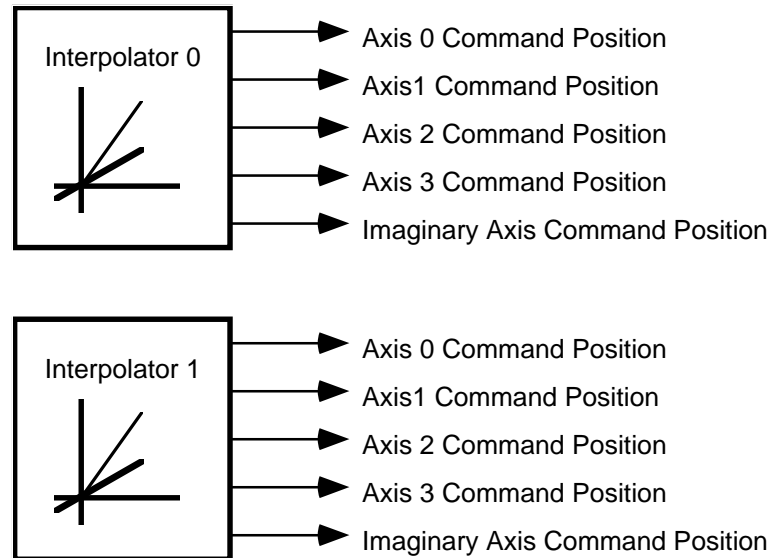 Interpolator 0
Axis 0 Command Position
Axis1 Command Position
Axis 2 Command Position
Axis 3 Command Position
Imaginary Axis Command Position
Interpolator 1
Axis 0 Command Position
Axis1 Command Position
Axis 2 Command Position
Axis 3 Command Position
Imaginary Axis Command Position